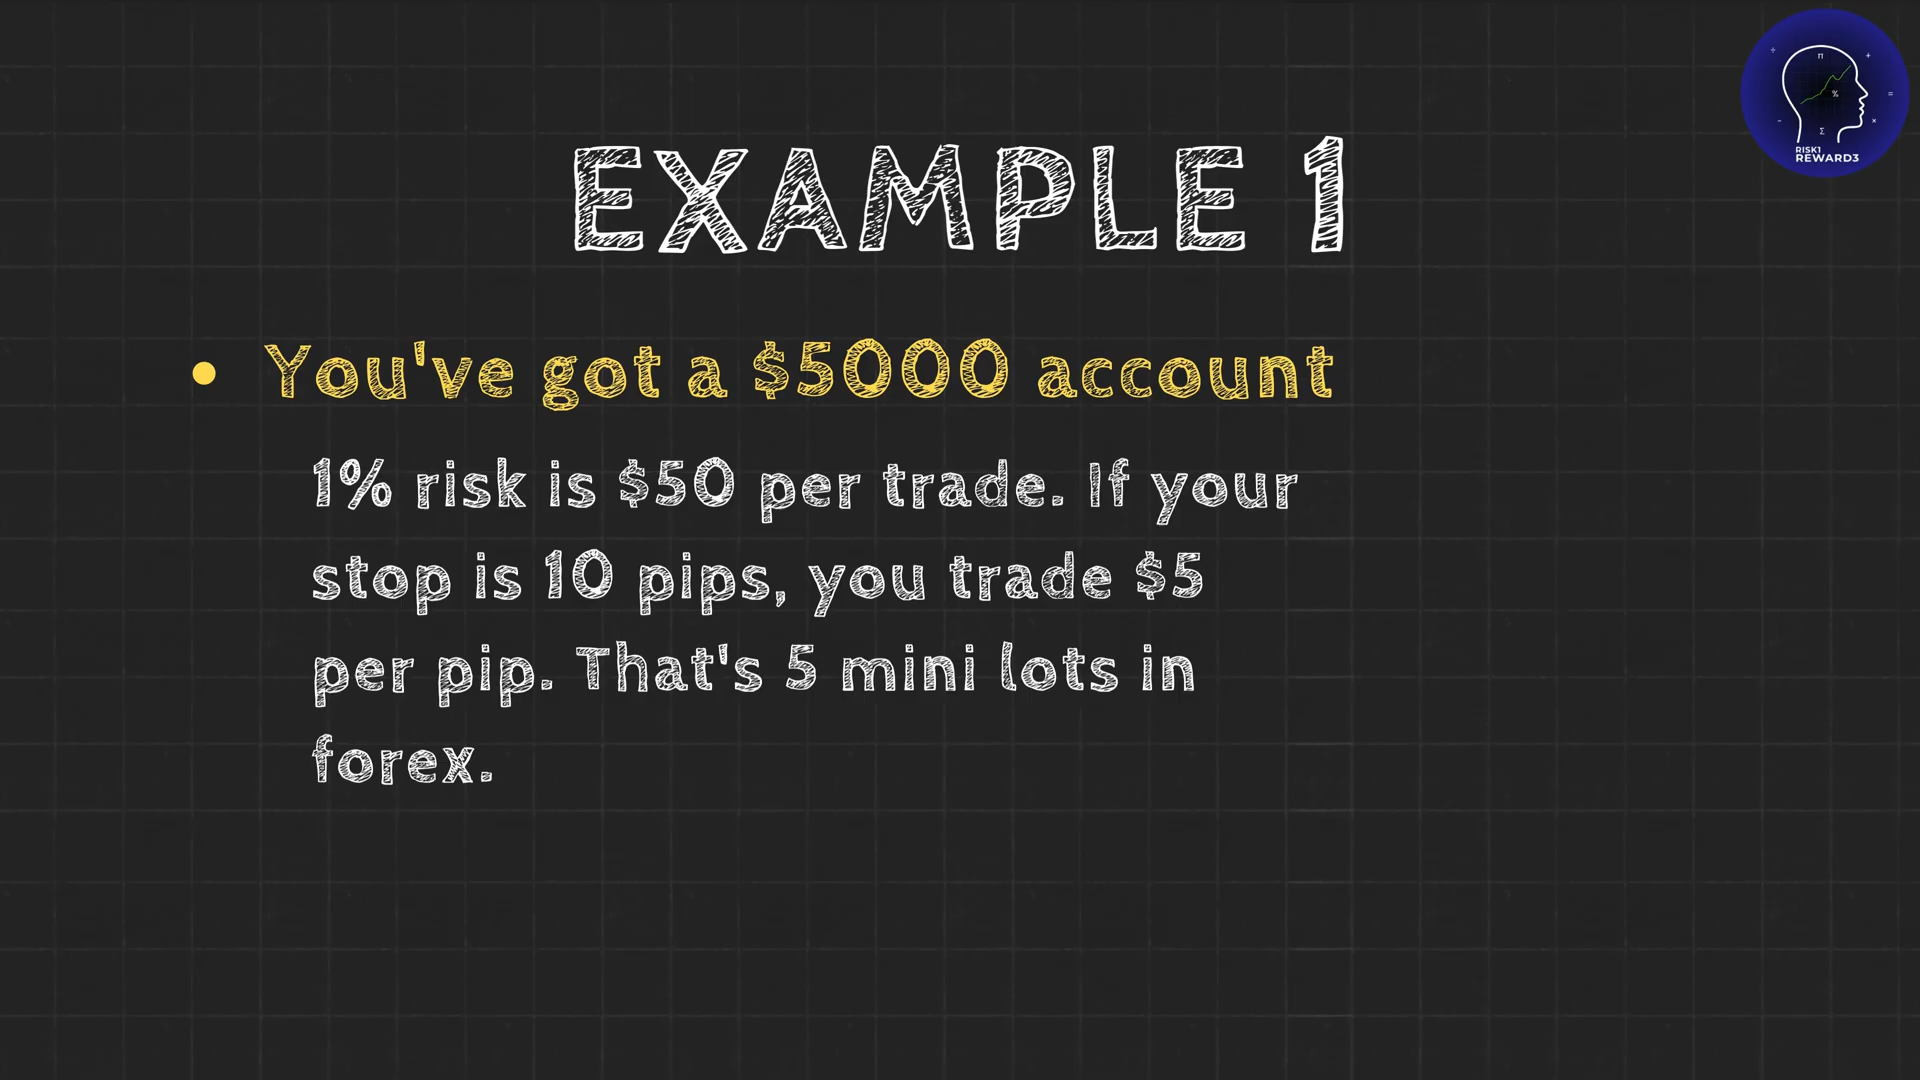 RISK1
REWARD3
EXAMPLE 1
• You've got a $5000 account
1% risk is $50 per trade. If your
stop is 10 pips, you trade $5
per pip. That's 5 mini lots in
forex.